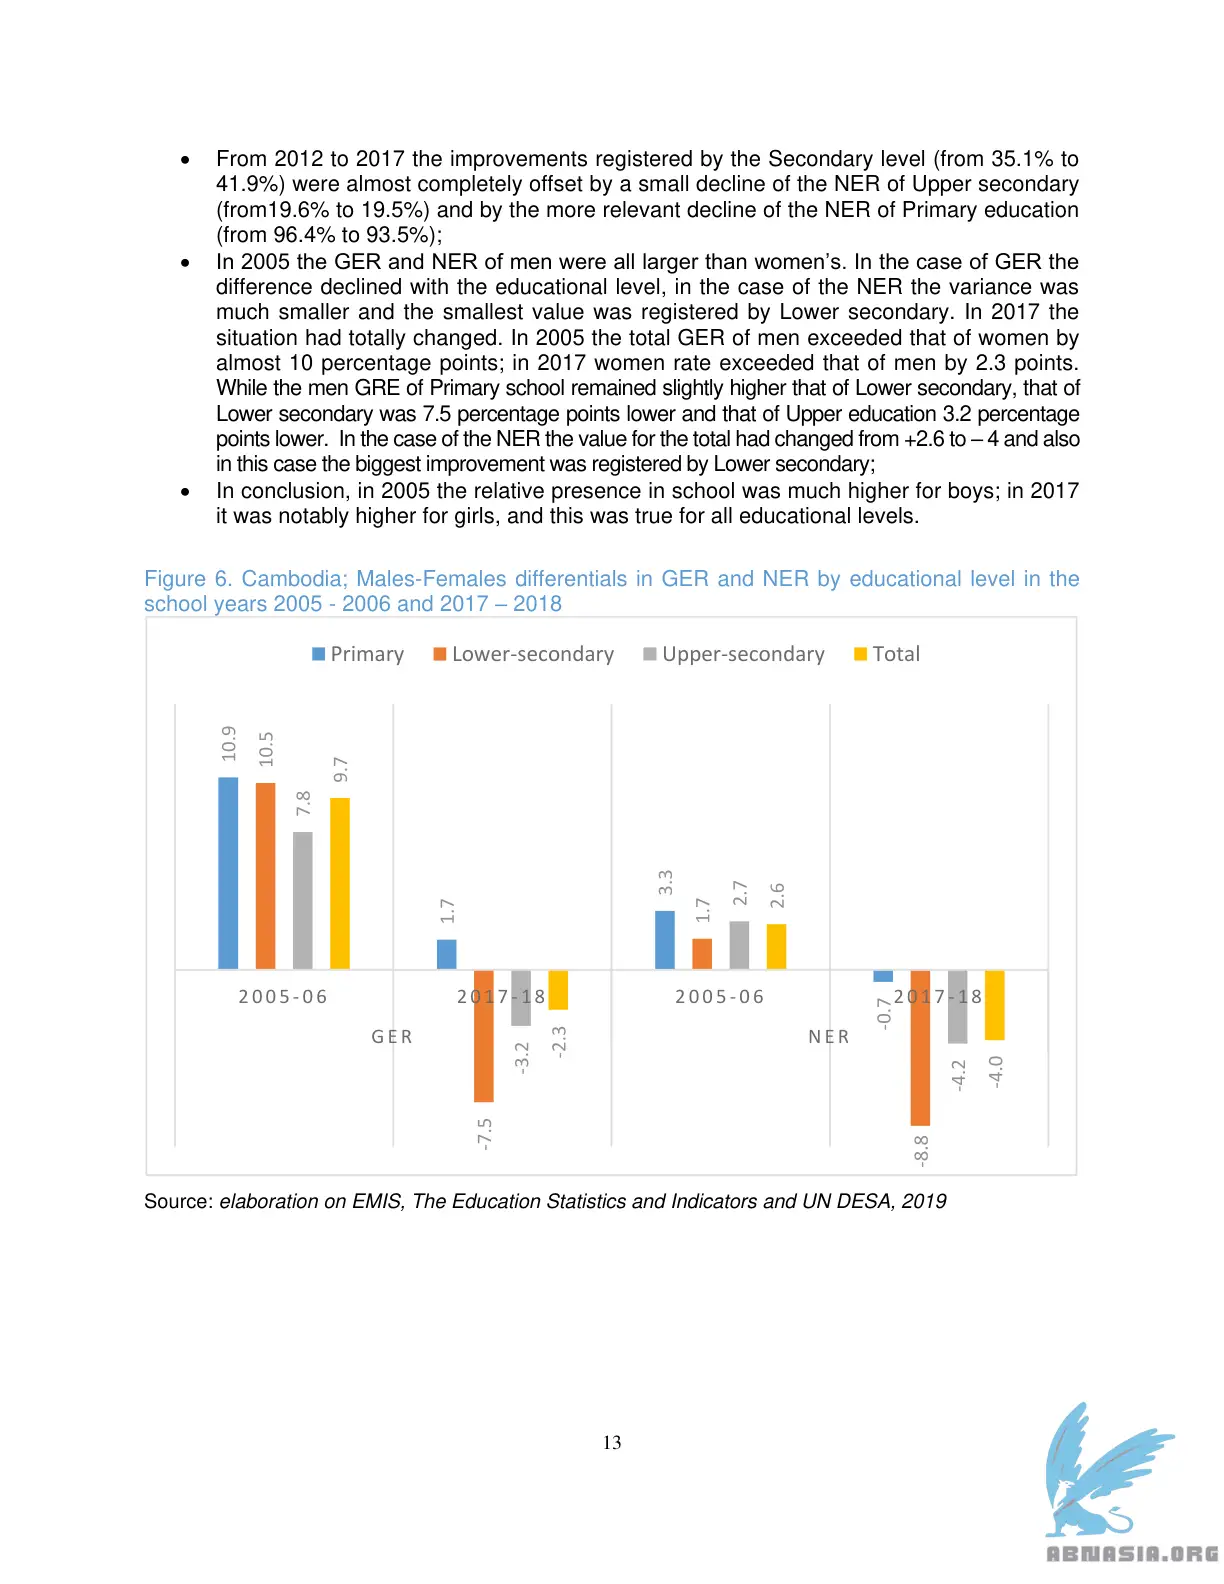 • From 2012 to 2017 the improvements registered by the Secondary level (from 35.1% to
41.9%) were almost completely offset by a small decline of the NER of Upper secondary
(from19.6% to 19.5%) and by the more relevant decline of the NER of Primary education
(from 96.4% to 93.5%);
• In 2005 the GER and NER of men were all larger than women’s. In the case of GER the
difference declined with the educational level, in the case of the NER the variance was
much smaller and the smallest value was registered by Lower secondary. In 2017 the
situation had totally changed. In 2005 the total GER of men exceeded that of women by
almost 10 percentage points; in 2017 women rate exceeded that of men by 2.3 points.
While the men GRE of Primary school remained slightly higher that of Lower secondary, that of
Lower secondary was 7.5 percentage points lower and that of Upper education 3.2 percentage
points lower. In the case of the NER the value for the total had changed from +2.6 to – 4 and also
in this case the biggest improvement was registered by Lower secondary;
• In conclusion, in 2005 the relative presence in school was much higher for boys; in 2017
it was notably higher for girls, and this was true for all educational levels.
Figure 6. Cambodia; Males-Females differentials in GER and NER by educational level in the
school years 2005 - 2006 and 2017 – 2018
Primary Lower-secondary Upper-secondary Total
10.9
10.5
7.8
9.7
1.7
-7.5
-3.2
-2.3
3.3
1.7
2.7
2.6
-0.7
-8.8
-4.2
-4.0
2005-06 2017-18 2005-06 2017-18
GER NER
Source: elaboration on EMIS, The Education Statistics and Indicators and UN DESA, 2019
13
ABNASIA.ORG